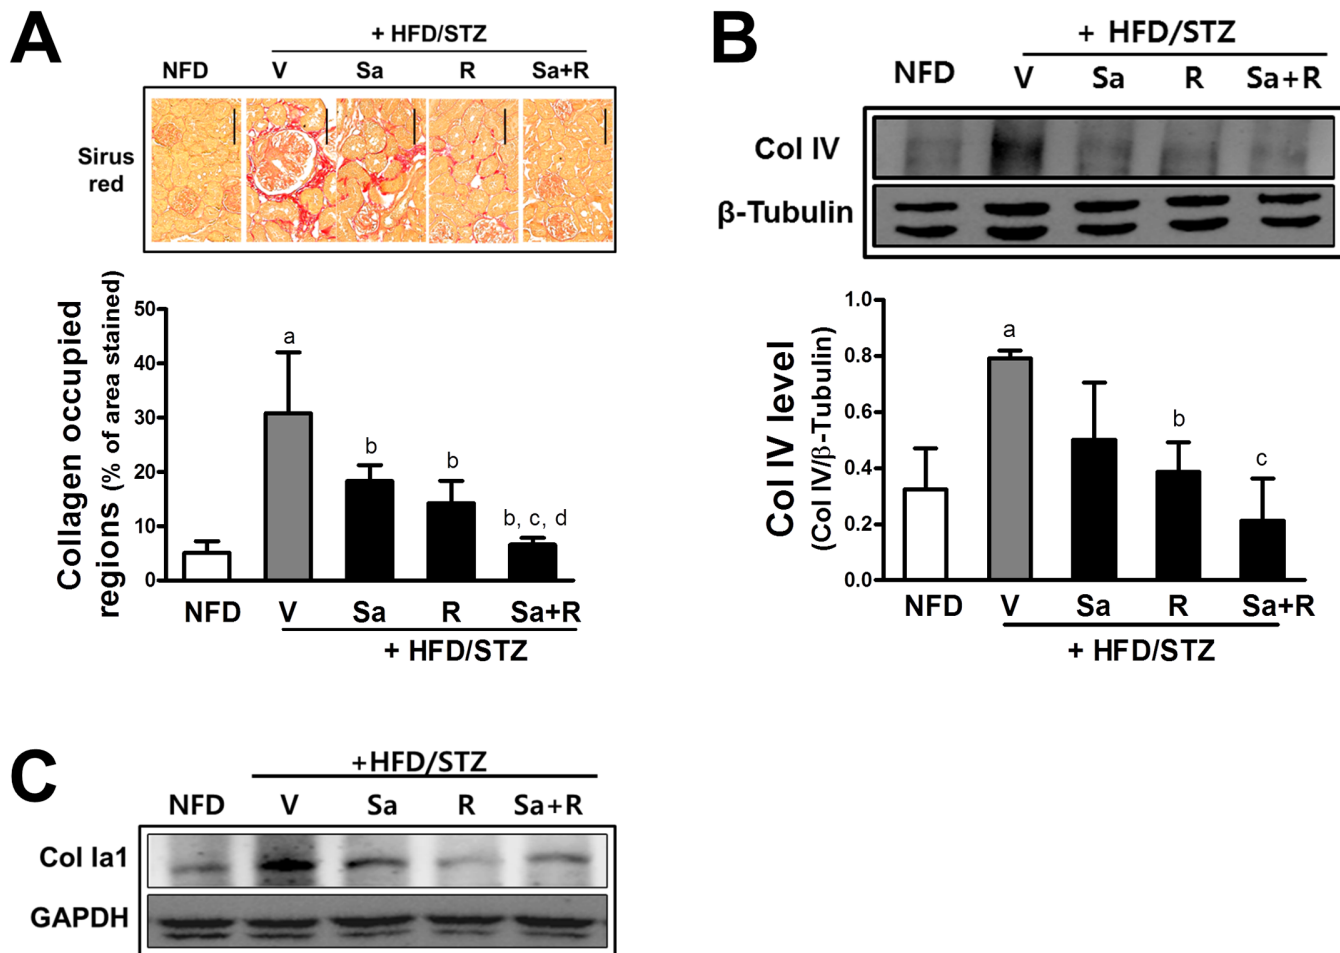 A
+ HFD/STZ
NFD V Sa R Sa+R
Sirus
red
Collagen occupied
regions (% of area stained)
50
40
30
20
10
0
a
b
b
b, c, d
NFD V Sa R Sa+R
+ HFD/STZ
B
+ HFD/STZ
NFD V Sa R Sa+R
Col IV
β-Tubulin
Col IV level
(Col IV/β-Tubulin)
1.0
0.8
0.6
0.4
0.2
0.0
a
b
c
NFD V Sa R Sa+R
+ HFD/STZ
C
+HFD/STZ
NFD V Sa R Sa+R
Col Ia1
GAPDH